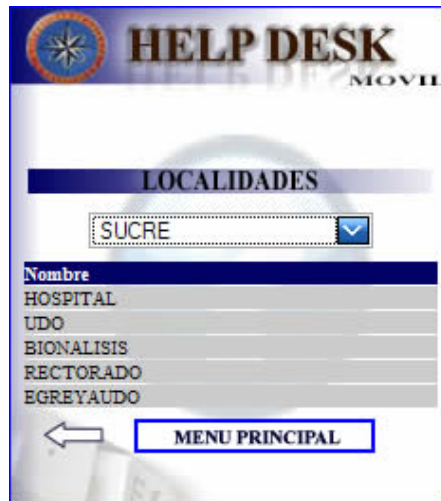 HELP DESK
MOVIL
LOCALIDADES
SUCRE
Nombre
HOSPITAL
UDO
BIONALISIS
RECTORADO
EGREYAUDO
MENU PRINCIPAL